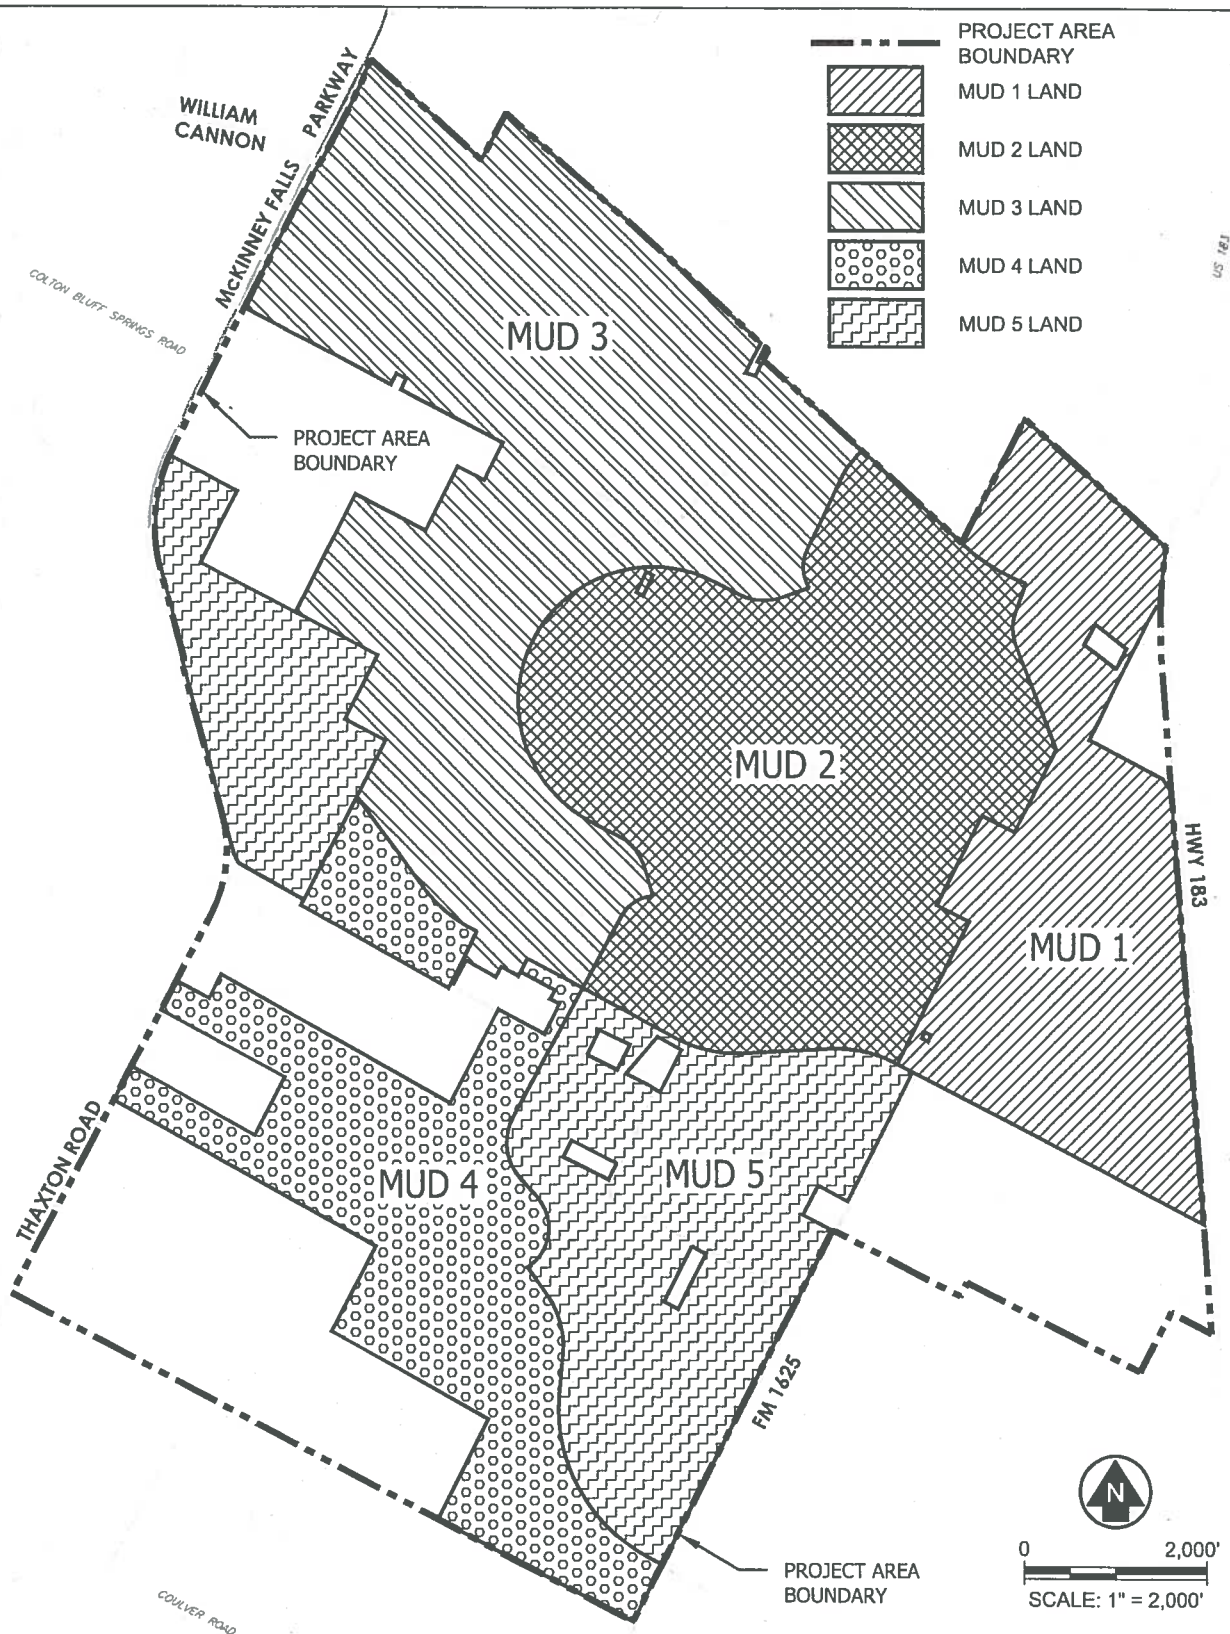 PROJECT AREA
BOUNDARY
MUD 1 LAND
MUD 2 LAND
MUD 3 LAND
MUD 4 LAND
MUD 5 LAND
WILLIAM
CANNON
McKINNEY FALLS PARKWAY
COLTON BLUFF SPRINGS ROAD
US 183
MUD 3
PROJECT AREA
BOUNDARY
MUD 2
HWY 183
MUD 1
THAXTON ROAD
MUD 4
MUD 5
FM 1625
N
PROJECT AREA
BOUNDARY
0 2,000'
SCALE: 1" = 2,000'
COULVER ROAD